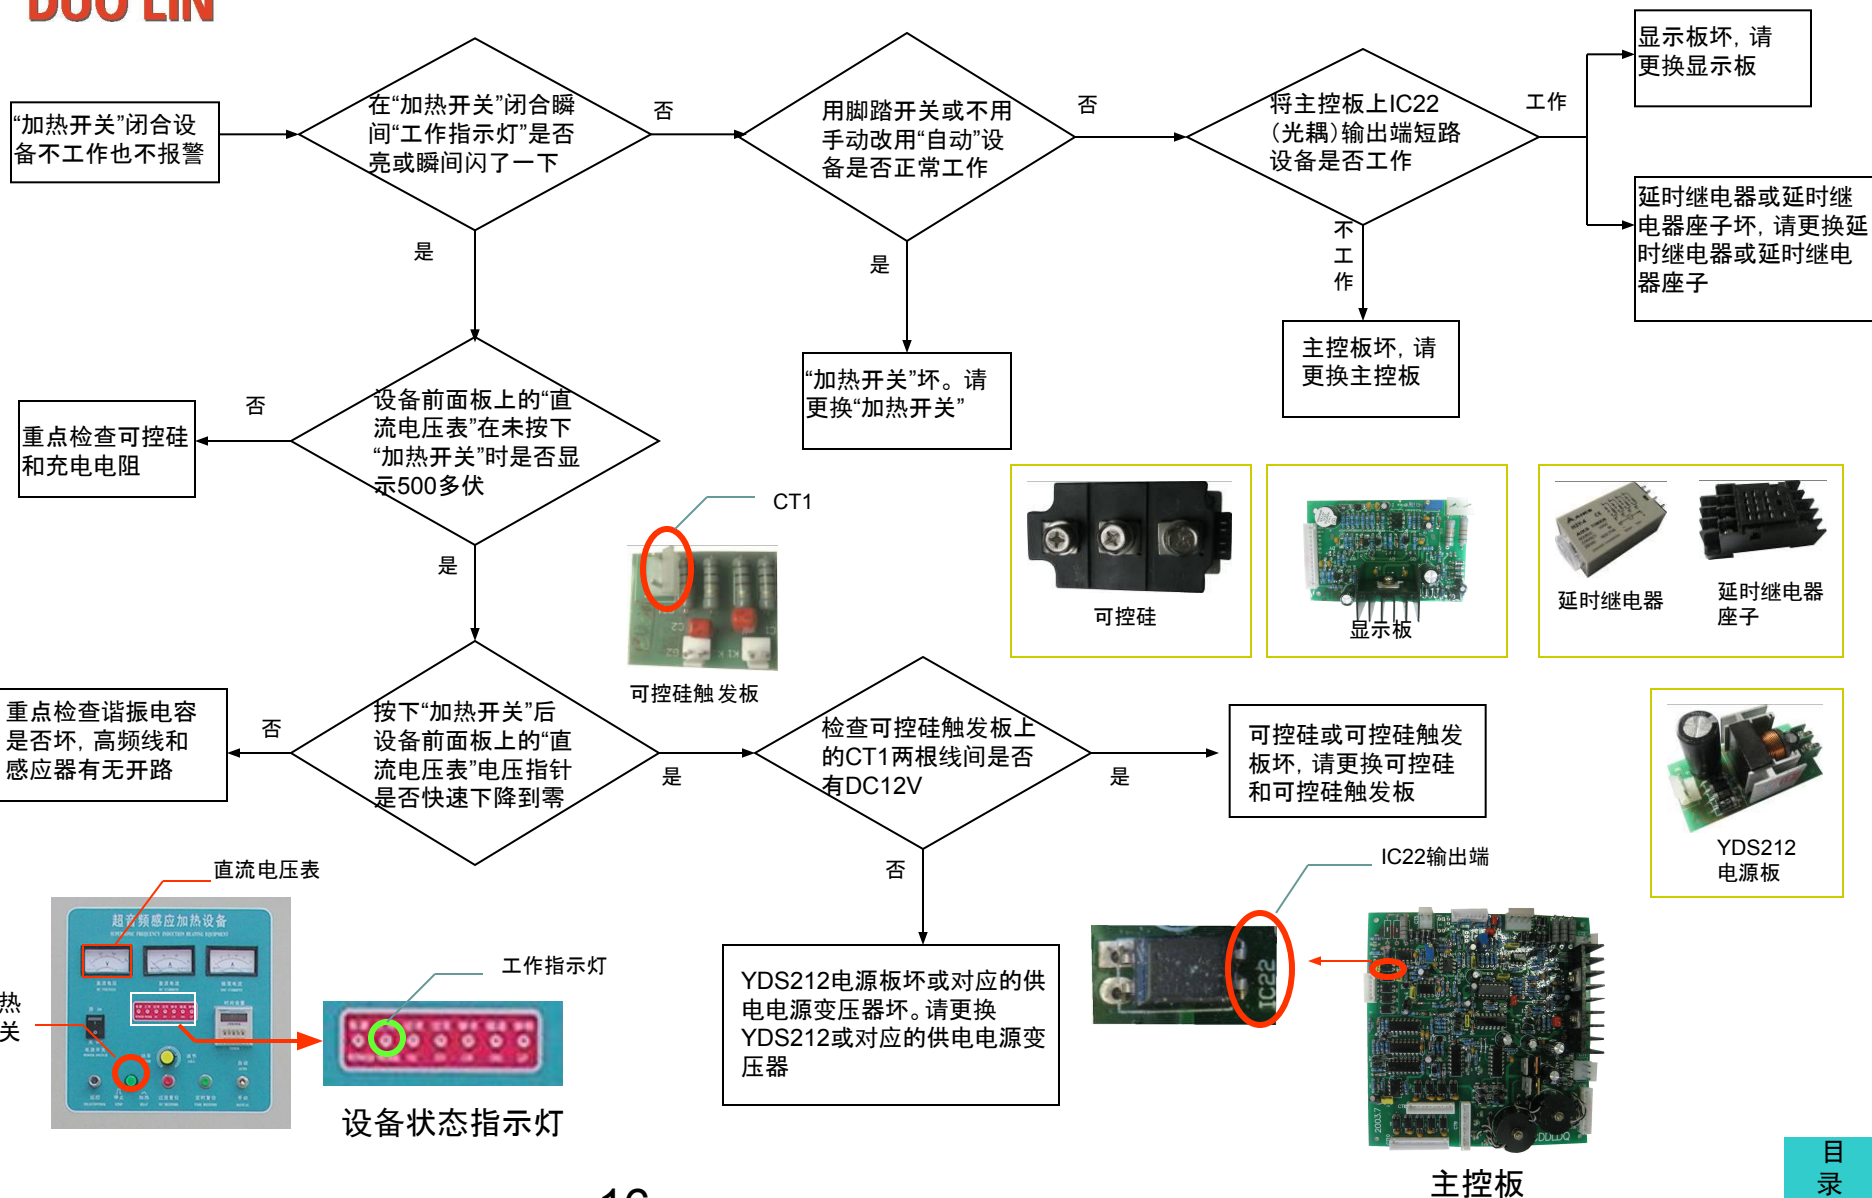 DUO LIN
“加热开关”闭合设
备不工作也不报警
在“加热开关”闭合瞬
间“工作指示灯”是否
亮或瞬间闪了一下
否
用脚踏开关或不用
手动改用“自动”设
备是否正常工作
否
将主控板上IC22
（光耦）输出端短路
设备是否工作
工作
显示板坏, 请
更换显示板
延时继电器或延时继
电器座子坏, 请更换延
时继电器或延时继电
器座子
是
是
不
工
作
主控板坏, 请
更换主控板
“加热开关”坏。请
更换“加热开关”
设备前面板上的“直
流电压表”在未按下
“加热开关”时是否显
示500多伏
否
重点检查可控硅
和充电电阻
是
CT1
可控硅触发板
可控硅
显示板
延时继电器
延时继电器
座子
YDS212
电源板
按下“加热开关”后
设备前面板上的“直
流电压表”电压指针
是否快速下降到零
否
重点检查谐振电容
是否坏, 高频线和
感应器有无开路
是
检查可控硅触发板上
的CT1两根线间是否
有DC12V
是
可控硅或可控硅触发
板坏, 请更换可控硅
和可控硅触发板
否
YDS212电源板坏或对应的供
电电源变压器坏。请更换
YDS212或对应的供电电源变
压器
直流电压表
超音频感应加热设备
热
关
工作指示灯
设备状态指示灯
IC22输出端
IC22
2003.7
主控板
16
目
录